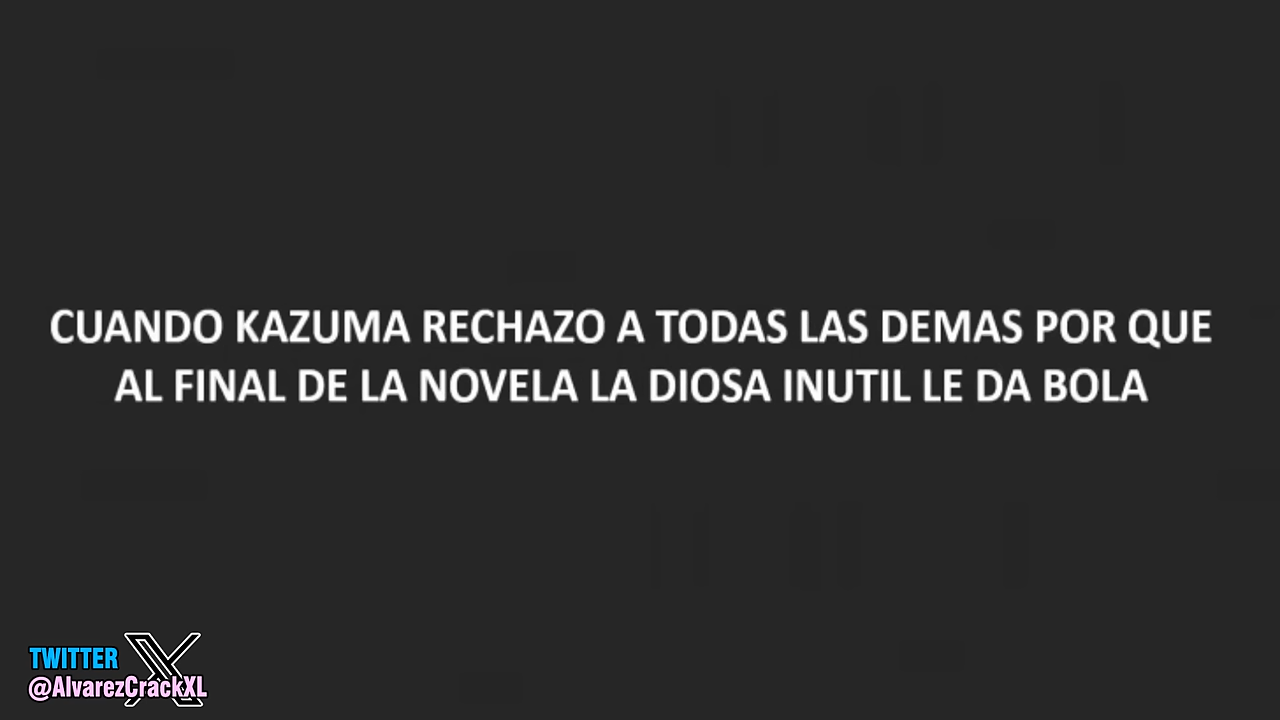 CUANDO KAZUMA RECHAZO A TODAS LAS DEMAS POR QUE
AL FINAL DE LA NOVELA LA DIOSA INUTIL LE DA BOLA
TWITTER
@AlvarezCrackXL